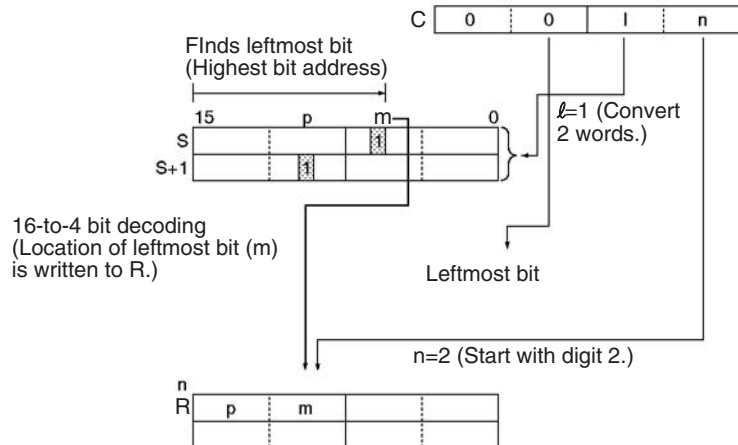 C 0 0 l n
FInds leftmost bit
(Highest bit address)
15 p m 0
S 1
S+1 1
ℓ=1 (Convert
2 words.)
16-to-4 bit decoding
(Location of leftmost bit (m)
is written to R.)
Leftmost bit
n=2 (Start with digit 2.)
n
R p m